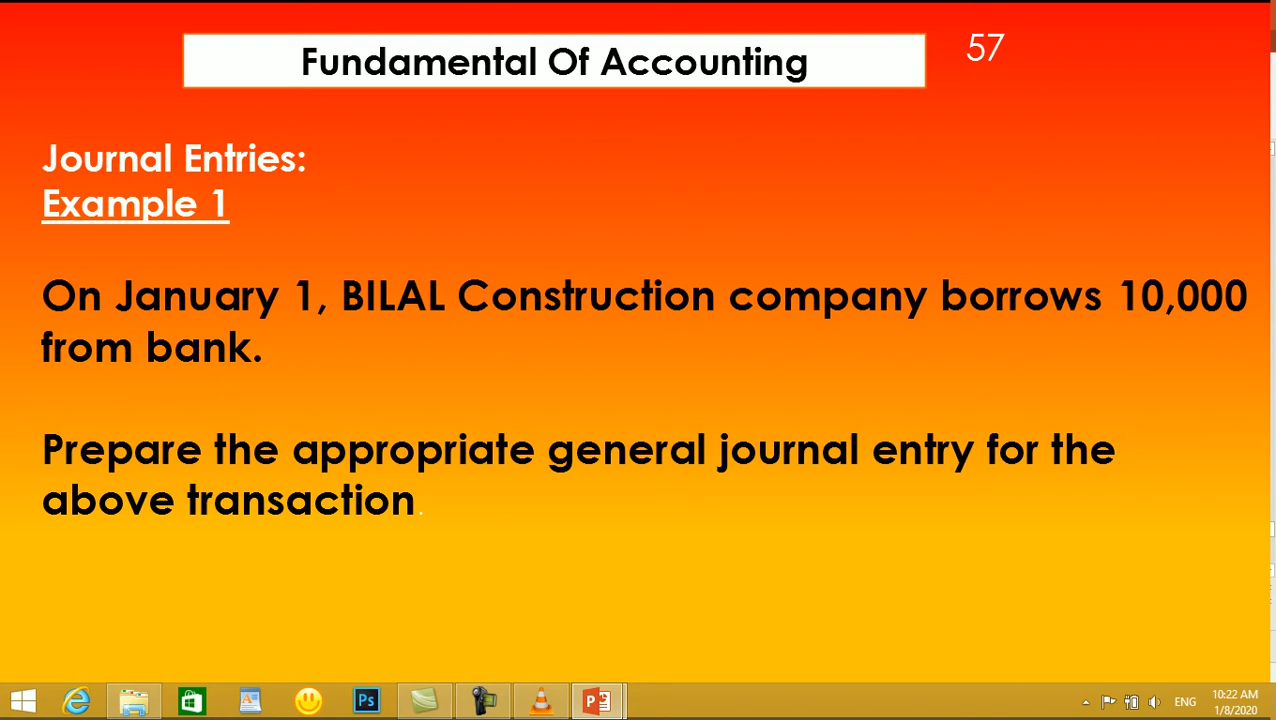 Fundamental Of Accounting
57
Journal Entries:
Example 1
On January 1, BILAL Construction company borrows 10,000
from bank.
Prepare the appropriate general journal entry for the
above transaction.
Ps
ENG
10:22 AM
1/8/2020